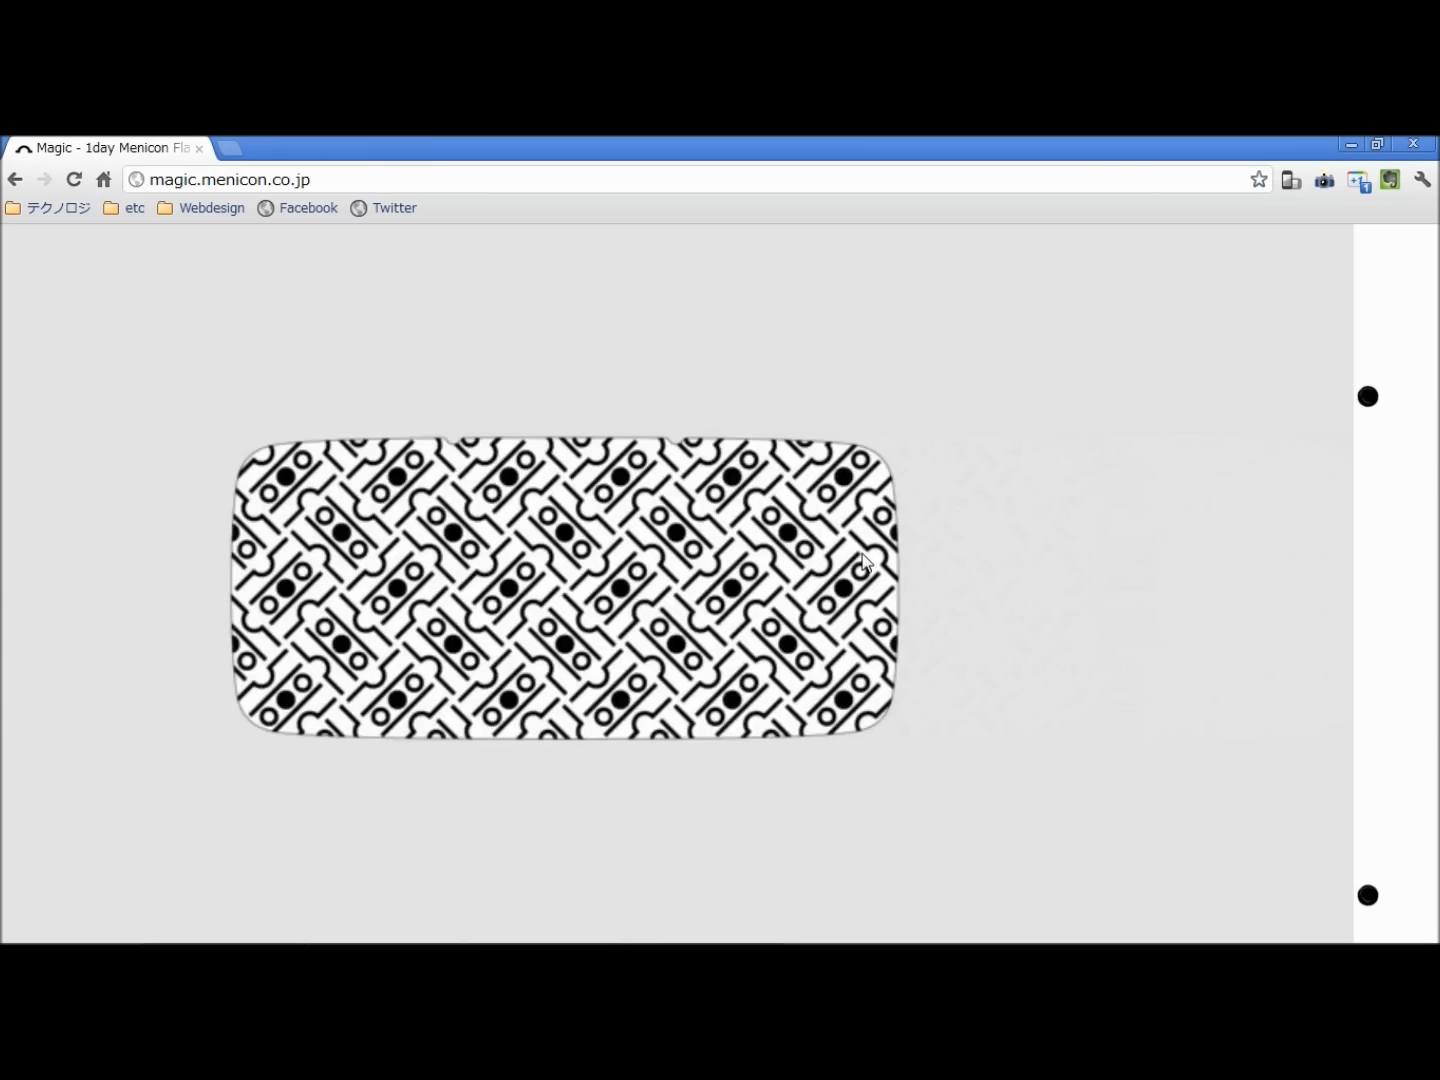 Magic - 1day Menicon Fla
magic.menicon.co.jp
テクノロジ etc Webdesign Facebook Twitter